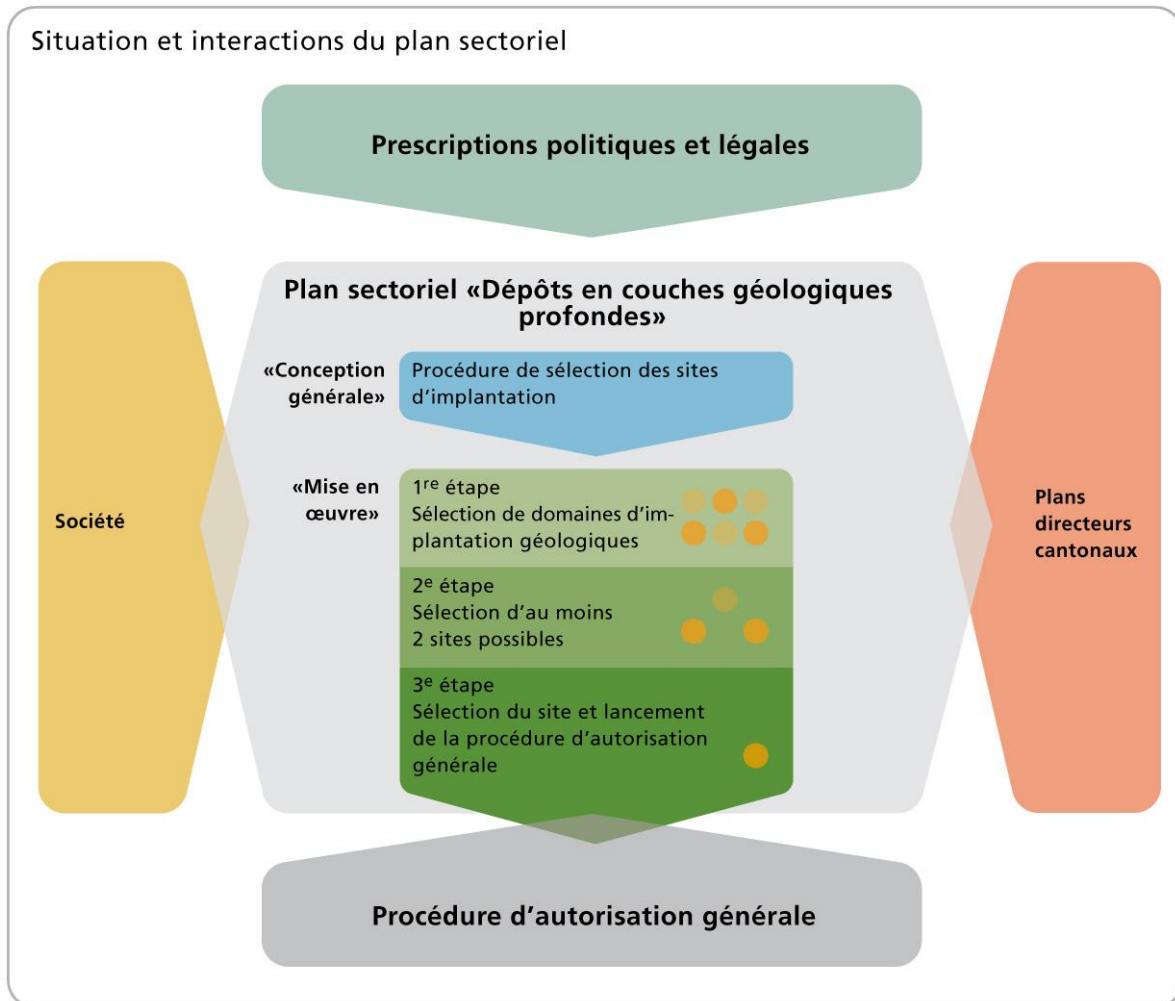 Situation et interactions du plan sectoriel
Prescriptions politiques et légales
Plan sectoriel «Dépôts en couches géologiques
profondes»
«Conception
générale»
Procédure de sélection des sites
d'implantation
«Mise en
œuvre»
1re étape
Sélection de domaines d'im-
plantation géologiques
2e étape
Sélection d'au moins
2 sites possibles
3e étape
Sélection du site et lancement
de la procédure d'autorisation
générale
Société
Plans
directeurs
cantonaux
Procédure d'autorisation générale